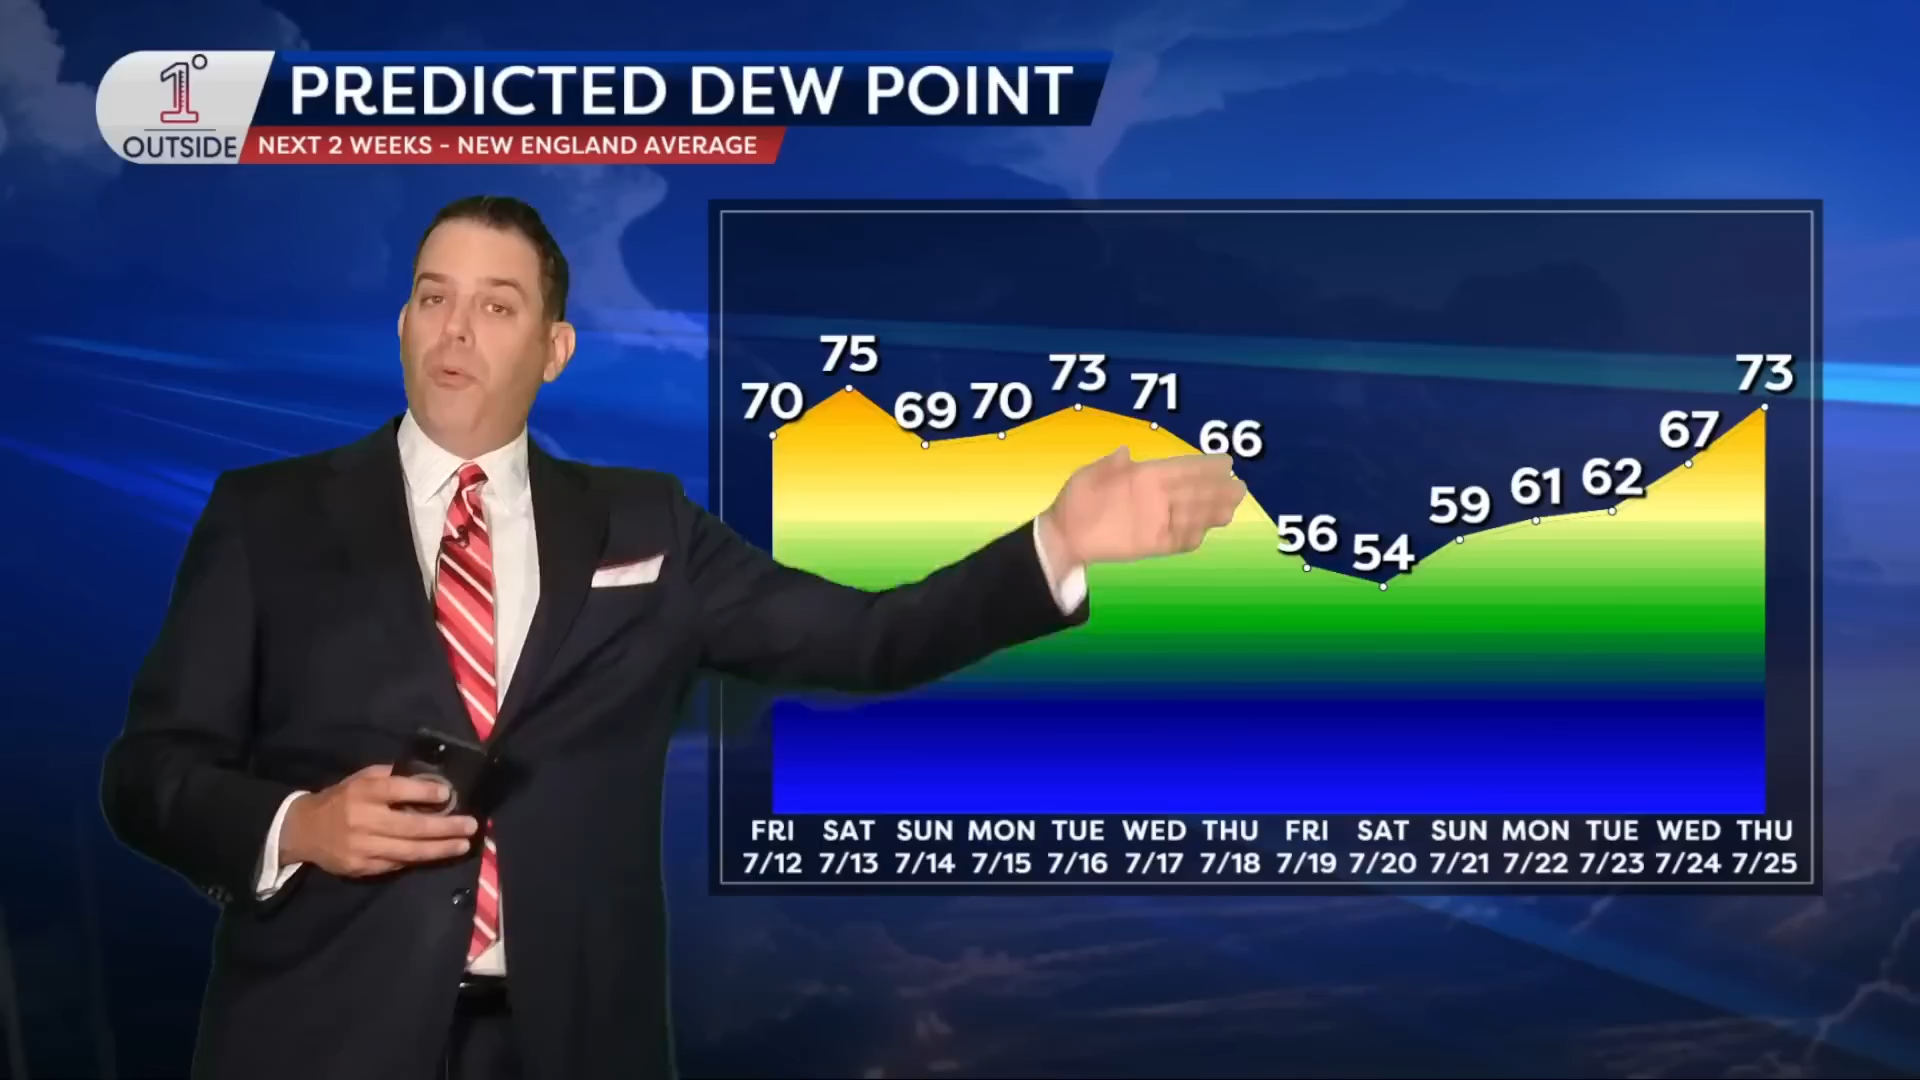 1°
OUTSIDE
PREDICTED DEW POINT
NEXT 2 WEEKS - NEW ENGLAND AVERAGE
70 75 69 70 73 71 66 56 54 59 61 62 67 73
FRI SAT SUN MON TUE WED THU FRI SAT SUN MON TUE WED THU
7/12 7/13 7/14 7/15 7/16 7/17 7/18 7/19 7/20 7/21 7/22 7/23 7/24 7/25